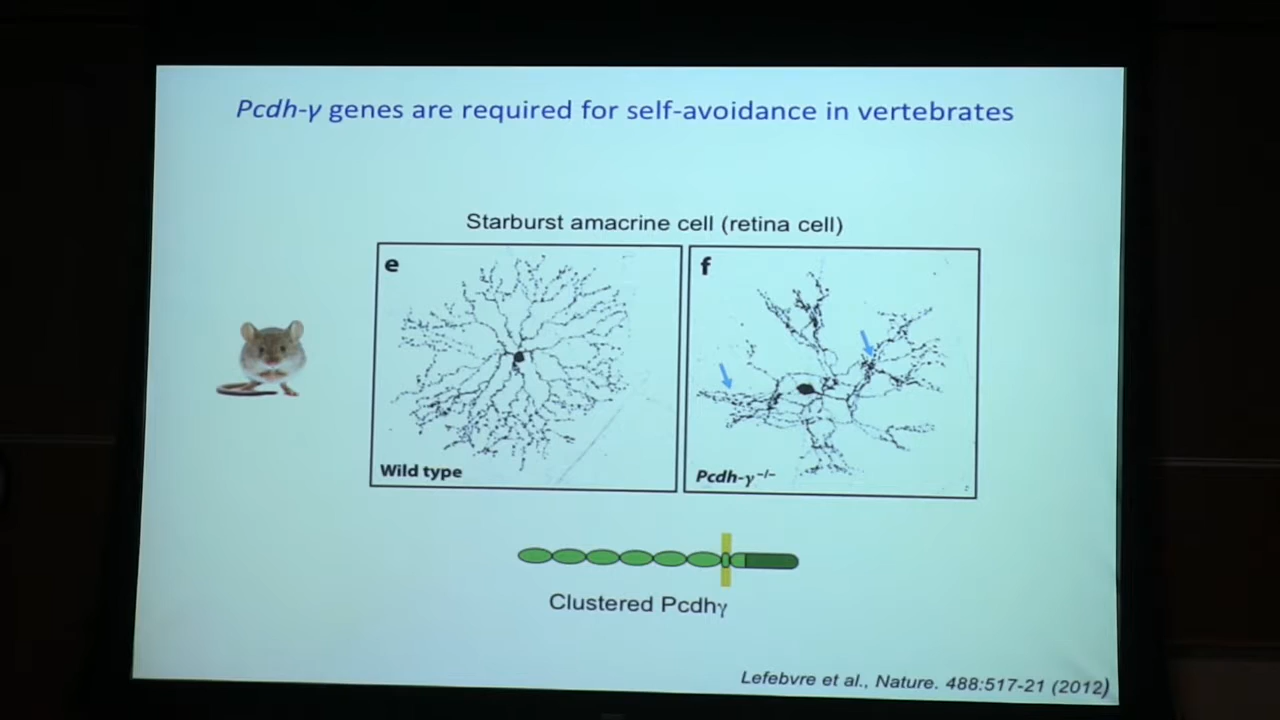 Pcdh-γ genes are required for self-avoidance in vertebrates
Starburst amacrine cell (retina cell)
e
f
Wild type
Pcdh-γ -/-
Clustered Pcdhγ
Lefebvre et al., Nature. 488:517-21 (2012)